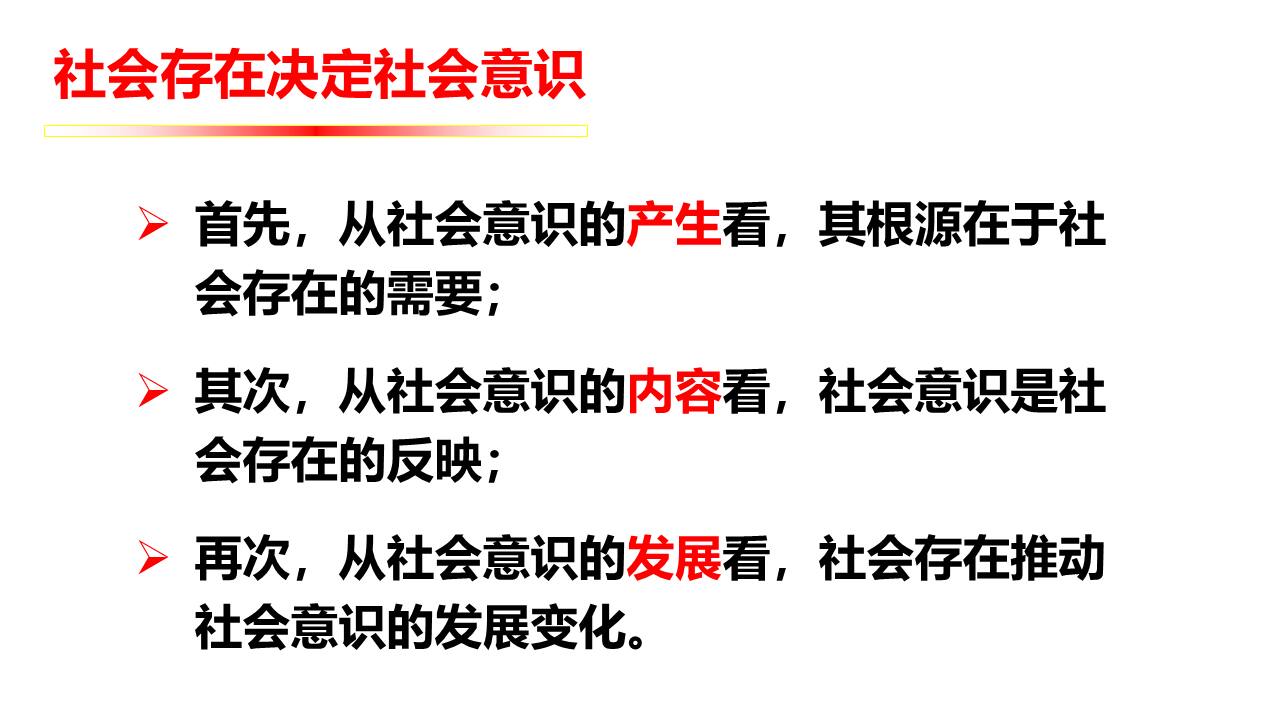 社会存在决定社会意识
首先，从社会意识的产生看，其根源在于社
会存在的需要；
其次，从社会意识的内容看，社会意识是社
会存在的反映；
再次，从社会意识的发展看，社会存在推动
社会意识的发展变化。